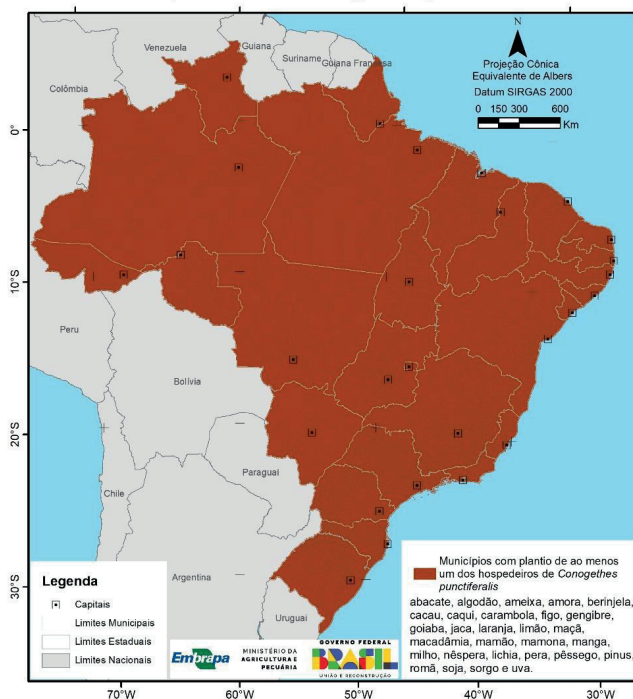 N
Projeção Cônica
Equivalente de Albers
Datum SIRGAS 2000
0 150 300 600
Km
Venezuela
Guiana
Suriname
Guiana Francesa
Colômbia
0°
10°S
Peru
Bolívia
20°S
Paraguai
Chile
Argentina
30°S
Uruguai
Legenda
Capitais
Limites Municipais
Limites Estaduais
Limites Nacionais
Embrapa
MINISTÉRIO DA
AGRICULTURA E
PECUÁRIA
GOVERNO FEDERAL
BRASIL
UNIÃO E RECONSTRUÇÃO
Municípios com plantio de ao menos
um dos hospedeiros de Conogethes
punctiferalis
abacate, algodão, ameixa, amora, berinjela,
cacau, caqui, carambola, figo, gengibre,
goiaba, jaca, laranja, limão, maçã,
macadâmia, mamão, mamona, manga,
milho, nêspera, lichia, pera, pêssego, pinus,
romã, soja, sorgo e uva.
70°W 60°W 50°W 40°W 30°W